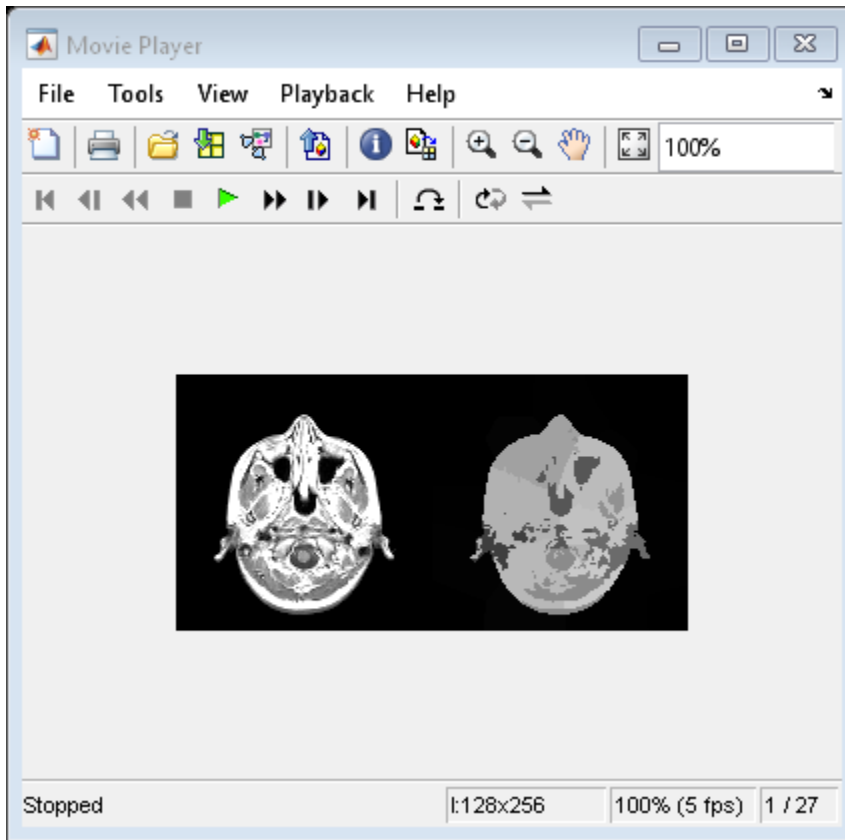 Movie Player
File Tools View Playback Help
100%
Stopped I:128x256 100% (5 fps) 1 / 27